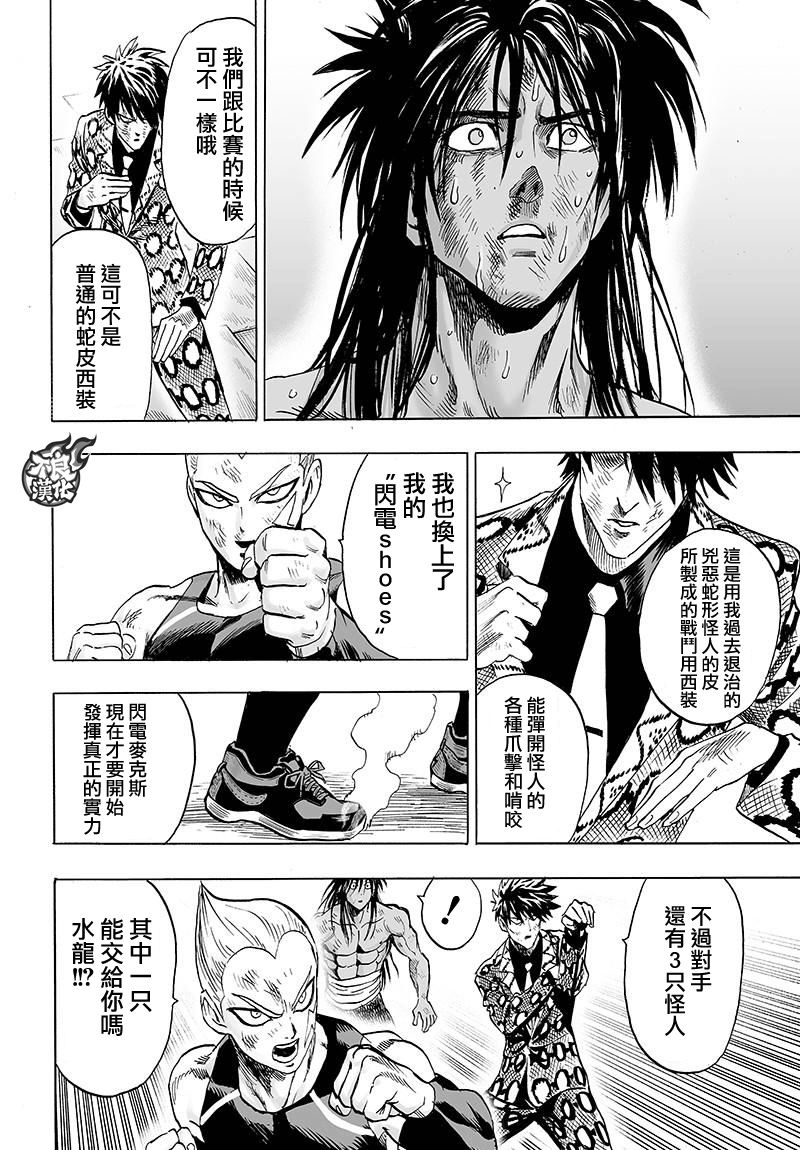 我們跟比賽的時候
可不一樣哦
這可不是
普通的蛇皮西裝
這是用我過去退治的
兇惡蛇形怪人的皮
所製成的戰鬥用西裝
能彈開怪人的
各種爪擊和啃咬
我也換上了
我的
〝閃電shoes〞
閃電麥克斯
現在才要開始
發揮真正的實力
不過對手
還有3只怪人
！
其中一只
能交給你嗎
水龍!!?
漢化